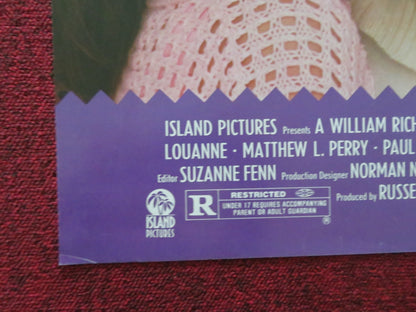 ISLAND PICTURES Presents A WILLIAM RICH
LOUANNE · MATTHEW L. PERRY · PAUL
Editor SUZANNE FENN Production Designer NORMAN N
ISLAND
PICTURES
R
RESTRICTED
UNDER 17 REQUIRES ACCOMPANYING
PARENT OR ADULT GUARDIAN
®
Produced by RUSSE